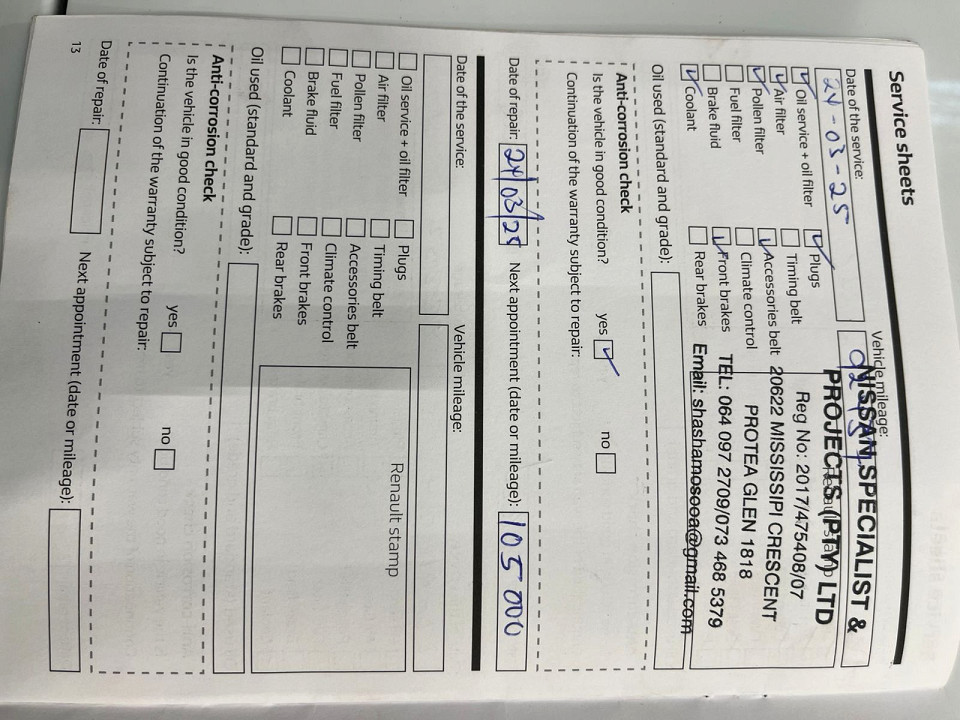 Service sheets
Date of the service:
Vehicle mileage:
24-03-25
Oil service + oil filter
Air filter
Pollen filter
Fuel filter
Brake fluid
Coolant
Plugs
Timing belt
Accessories belt
Climate control
Front brakes
Rear brakes
NISSAN SPECIALIST &
PROJECTS (PTY) LTD
Reg No: 2017/475408/07
20622 MISSISSIPI CRESCENT
PROTEA GLEN 1818
TEL: 064 097 2709/073 468 5379
Email: shashamosooa@gmail.com
Oil used (standard and grade):
Anti-corrosion check
Is the vehicle in good condition? yes no
Continuation of the warranty subject to repair:
Date of repair: 24/03/25 Next appointment (date or mileage): 105 000
Date of the service:
Vehicle mileage:
Oil service + oil filter
Air filter
Pollen filter
Fuel filter
Brake fluid
Coolant
Plugs
Timing belt
Accessories belt
Climate control
Front brakes
Rear brakes
Renault stamp
Oil used (standard and grade):
Anti-corrosion check
Is the vehicle in good condition? yes no
Continuation of the warranty subject to repair:
Date of repair: Next appointment (date or mileage):
13